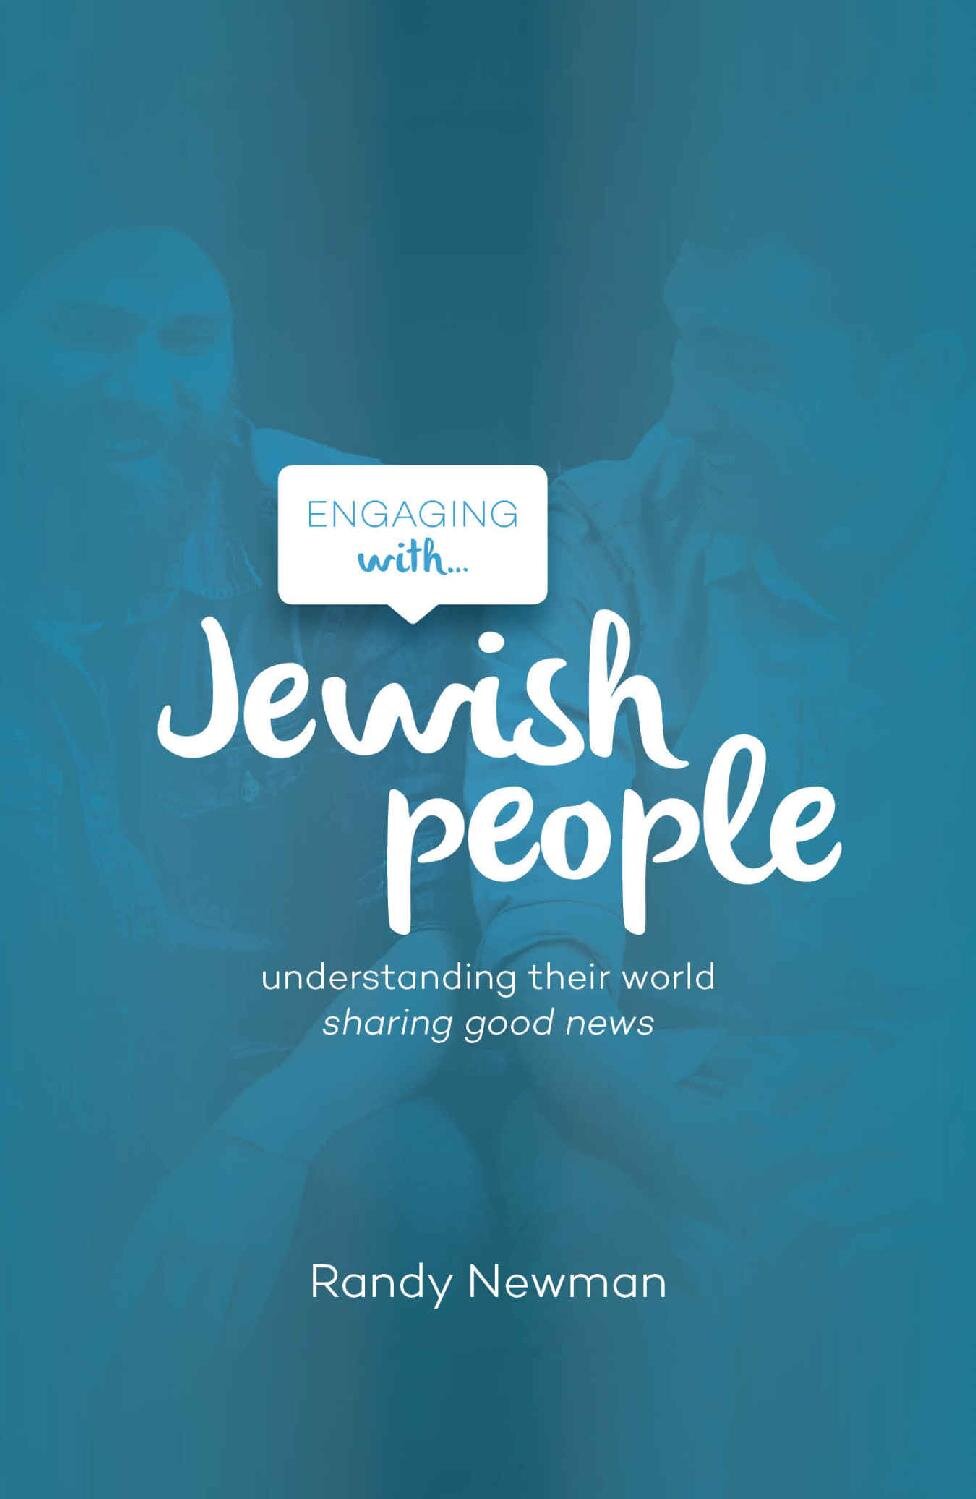 ENGAGING
with...
Jewish
people
understanding their world
sharing good news
Randy Newman